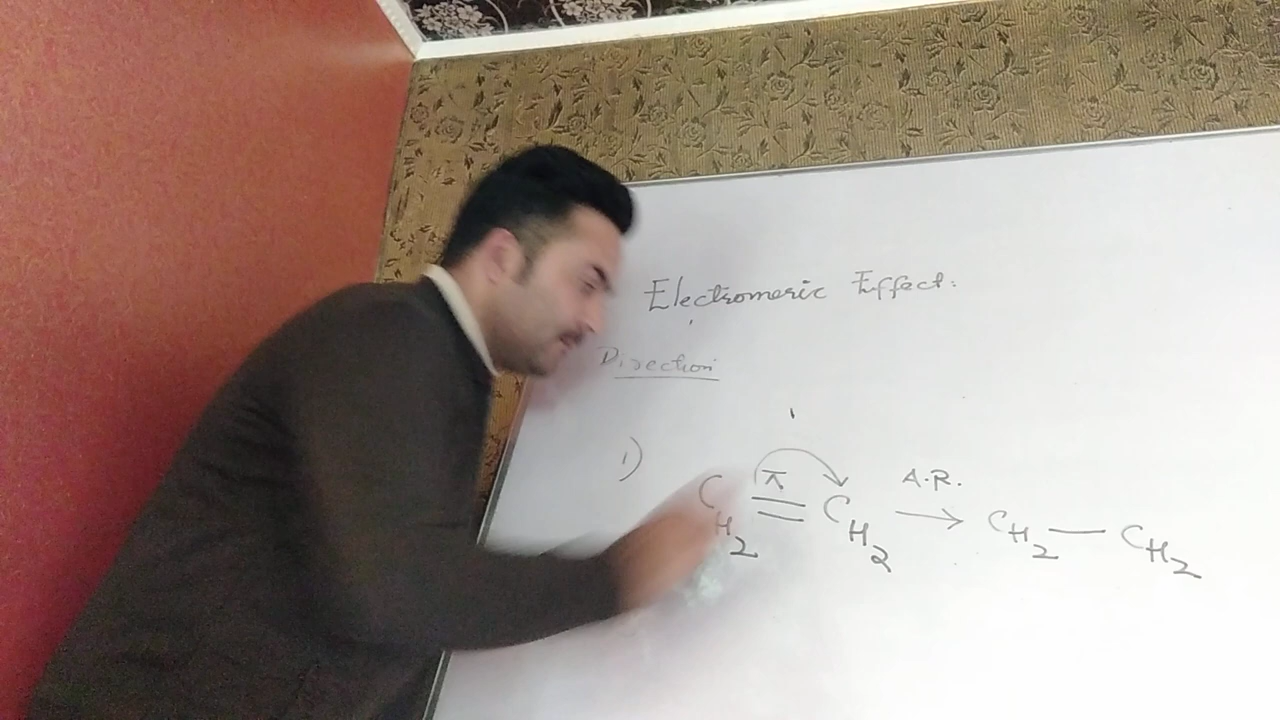 Electromeric Effect:
Direction
1) CH2 = CH2 A.R. → CH2 — CH2
π